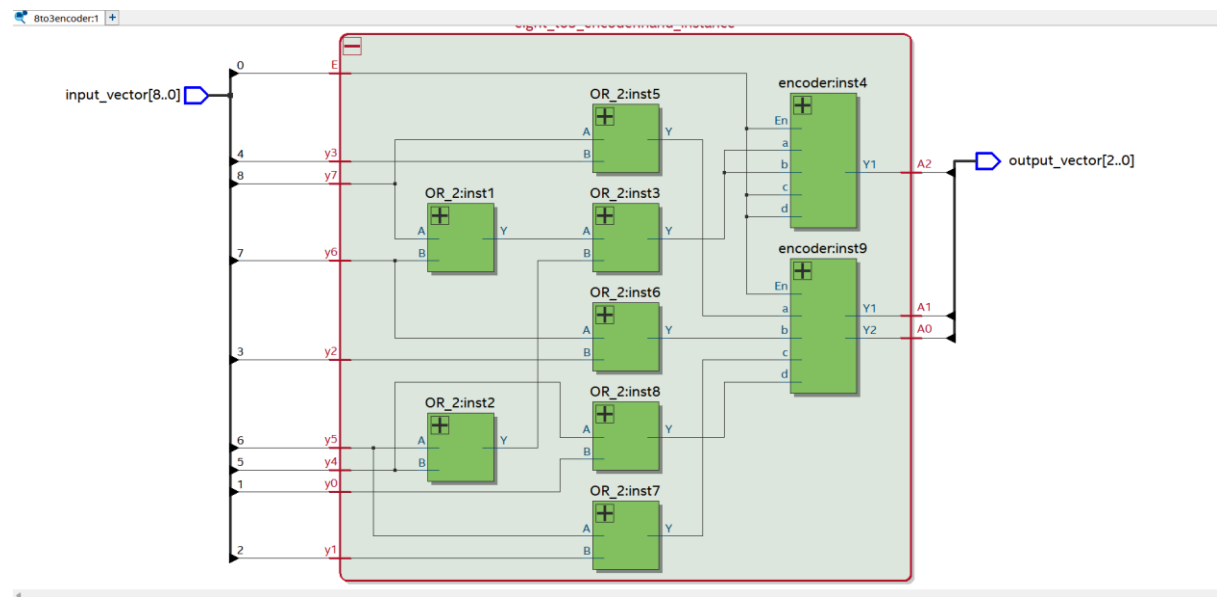 8to3encoder:1
eight_to3_encoderihand_instance
input_vector[8..0]
0
E
4
y3
8
y7
7
y6
3
y2
6
y5
5
y4
1
y0
2
y1
OR_2:inst5
A
B
Y
OR_2:inst1
A
B
Y
OR_2:inst3
A
B
Y
OR_2:inst6
A
B
Y
OR_2:inst2
A
B
Y
OR_2:inst8
A
B
Y
OR_2:inst7
A
B
Y
encoder:inst4
En
a
b
c
d
Y1
encoder:inst9
En
a
b
c
d
Y1
Y2
A2
A1
A0
output_vector[2..0]